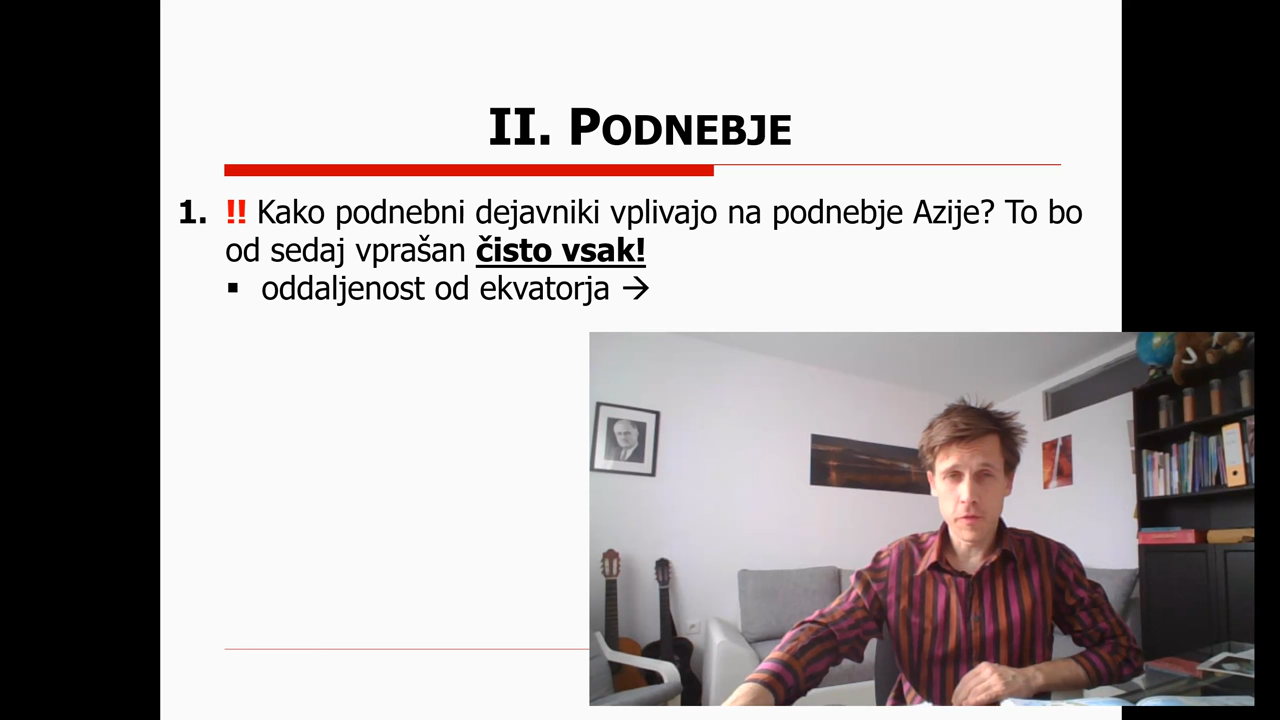 II. PODNEBJE
1. !! Kako podnebni dejavniki vplivajo na podnebje Azije? To bo
od sedaj vprašan čisto vsak!
▪ oddaljenost od ekvatorja →